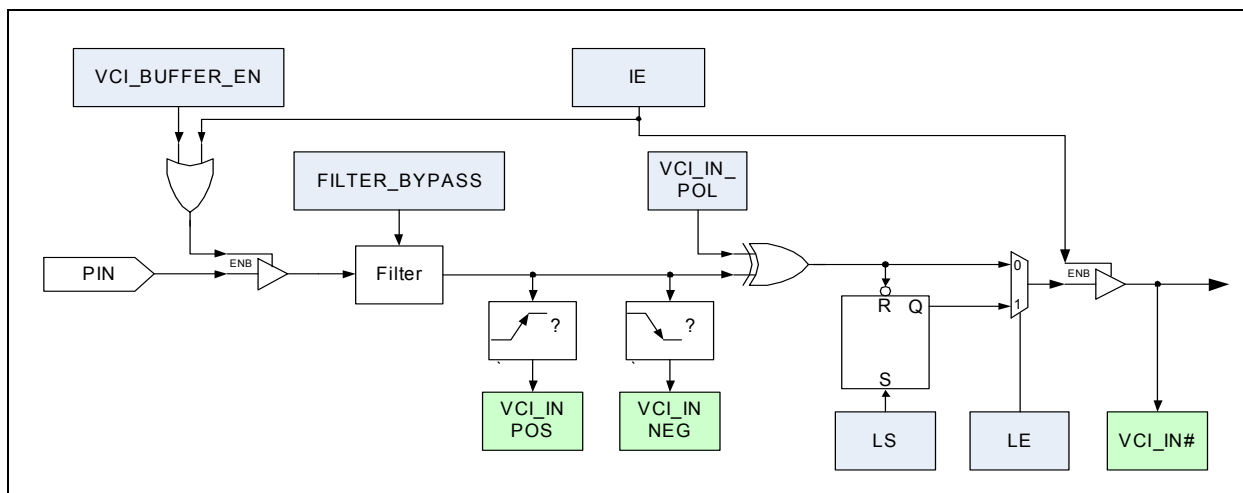 VCI_BUFFER_EN
IE
FILTER_BYPASS
VCI_IN_
POL
PIN
ENB
Filter
0
1
ENB
R
Q
S
?
?
VCI_IN
POS
VCI_IN
NEG
LS
LE
VCI_IN#